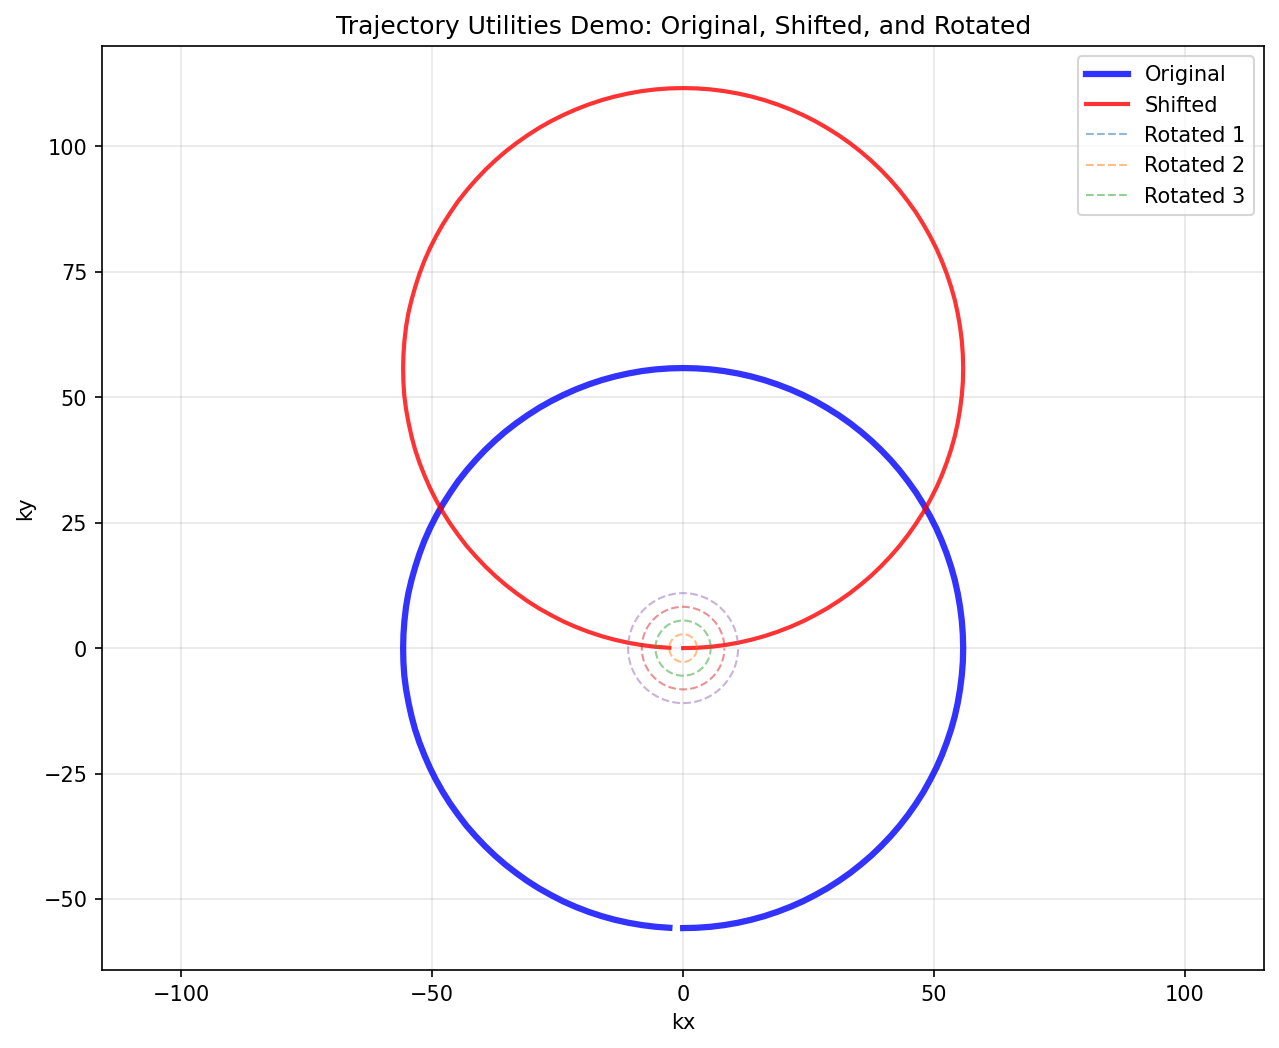 Trajectory Utilities Demo: Original, Shifted, and Rotated
Original
Shifted
Rotated 1
Rotated 2
Rotated 3
100
75
50
25
0
−25
−50
ky
−100
−50
0
50
100
kx